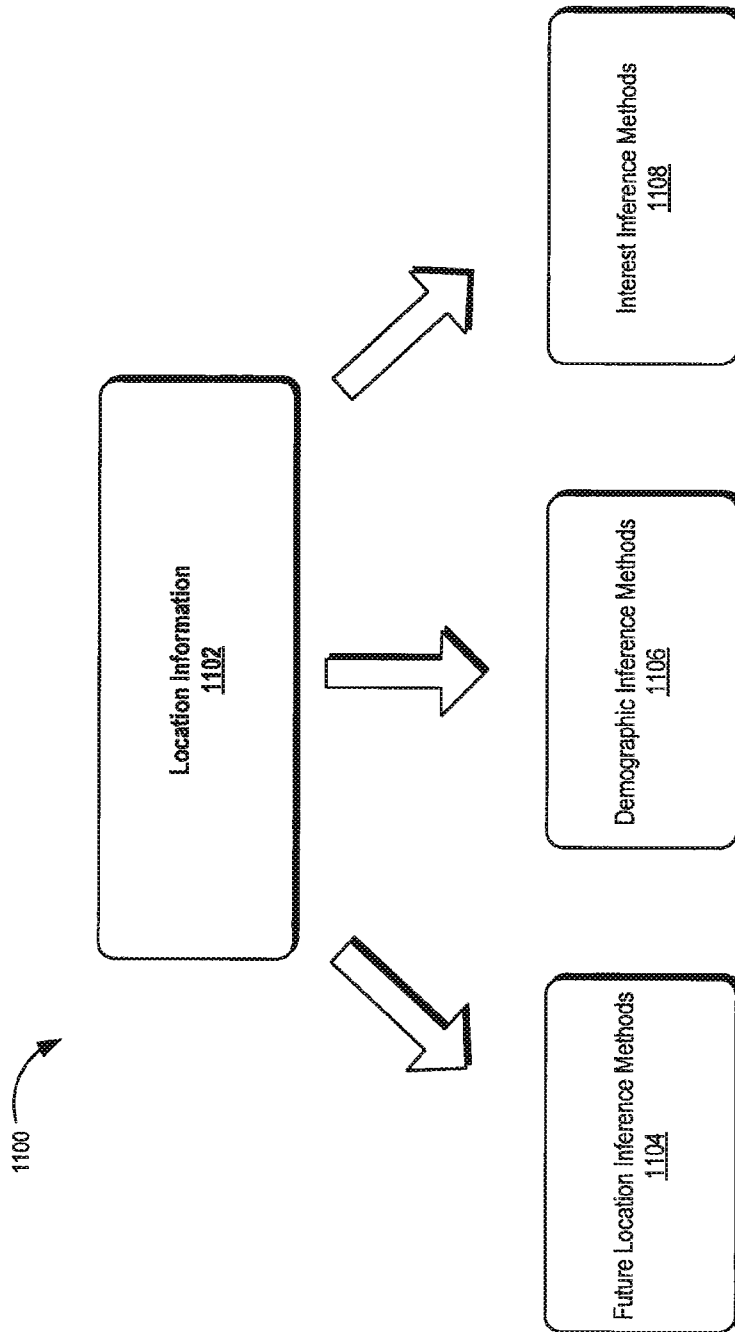 1100
Location Information
1102
Future Location Inference Methods
1104
Demographic Inference Methods
1106
Interest Inference Methods
1108